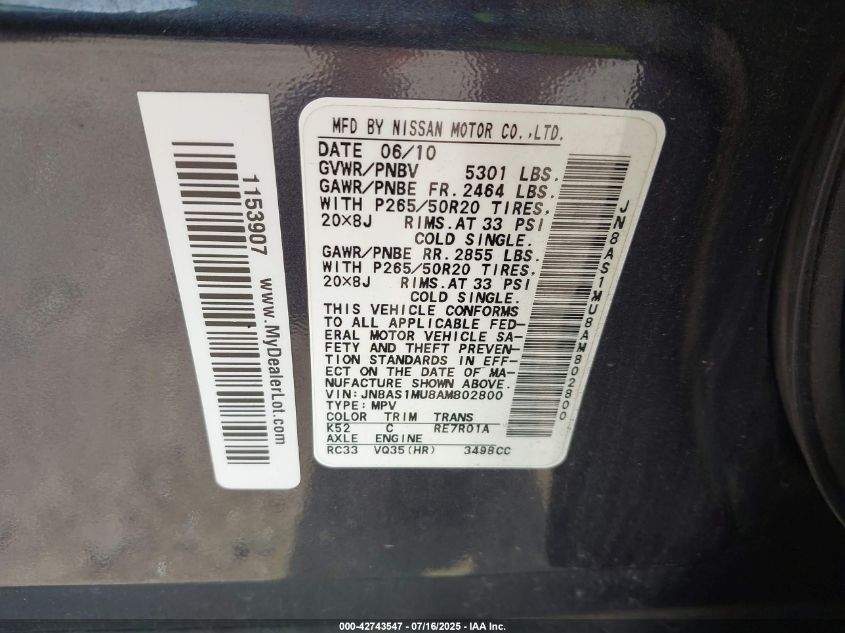 1153907 www.MyDealerLot.com
MFD BY NISSAN MOTOR CO.,LTD.
DATE 06/10
GVWR/PNBV 5301 LBS.
GAWR/PNBE FR. 2464 LBS.
WITH P265/50R20 TIRES.
20×8J RIMS.AT 33 PSI
COLD SINGLE.
GAWR/PNBE RR. 2855 LBS.
WITH P265/50R20 TIRES.
20×8J RIMS.AT 33 PSI
COLD SINGLE.
THIS VEHICLE CONFORMS
TO ALL APPLICABLE FED-
ERAL MOTOR VEHICLE SA-
FETY AND THEFT PREVEN-
TION STANDARDS IN EFF-
ECT ON THE DATE OF MA-
NUFACTURE SHOWN ABOVE.
VIN:JN8AS1MU8AM802800
TYPE:MPV
COLOR TRIM TRANS
K52 C RE7R01A
AXLE ENGINE
RC33 VQ35(HR) 3498CC
JN8AS1MU8AM802800
000-42743547 - 07/16/2025 - IAA Inc.